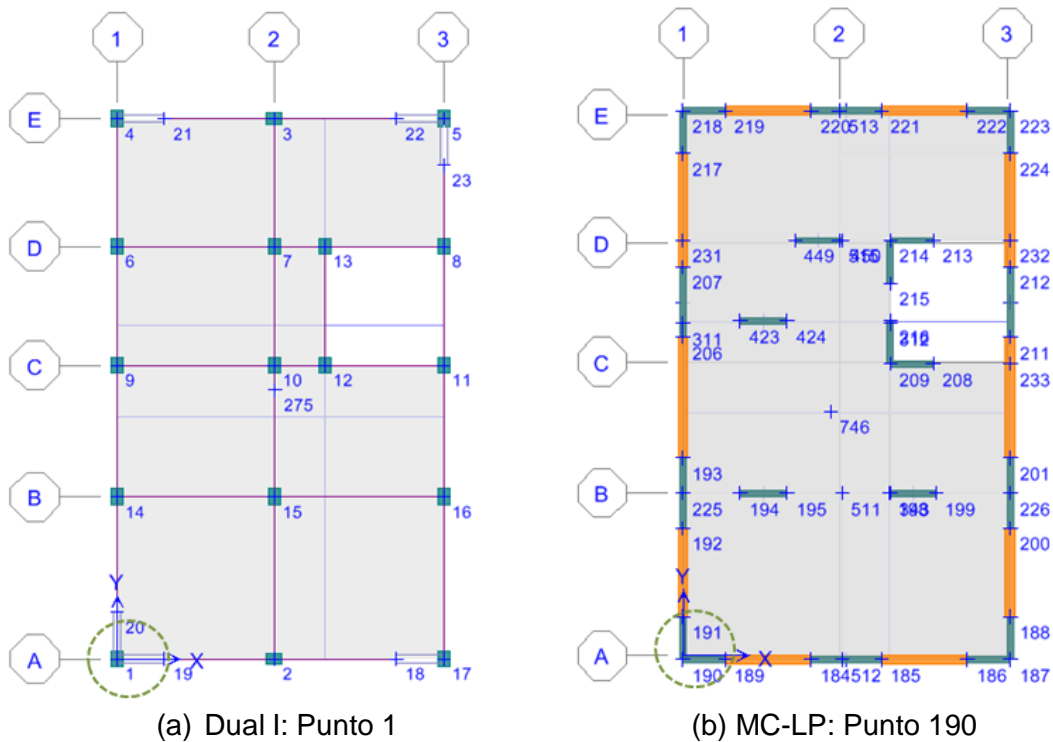 1 2 3
E
4 21 3 22 5
23
D
6 7 13 8
C
9 10 12 11
275
B
14 15 16
Y
20
A
X
1 19 2 18 17
(a) Dual I: Punto 1
1 2 3
E
218 219 220 513 221 222 223
217 224
D
231 449 450 214 213 232
207 212
215
423 424 216
311 312
206 211
C
209 208 233
746
193 201
B
225 194 195 511 199 226
192 200
Y
191 188
A
X
190 189 184 512 185 186 187
(b) MC-LP: Punto 190